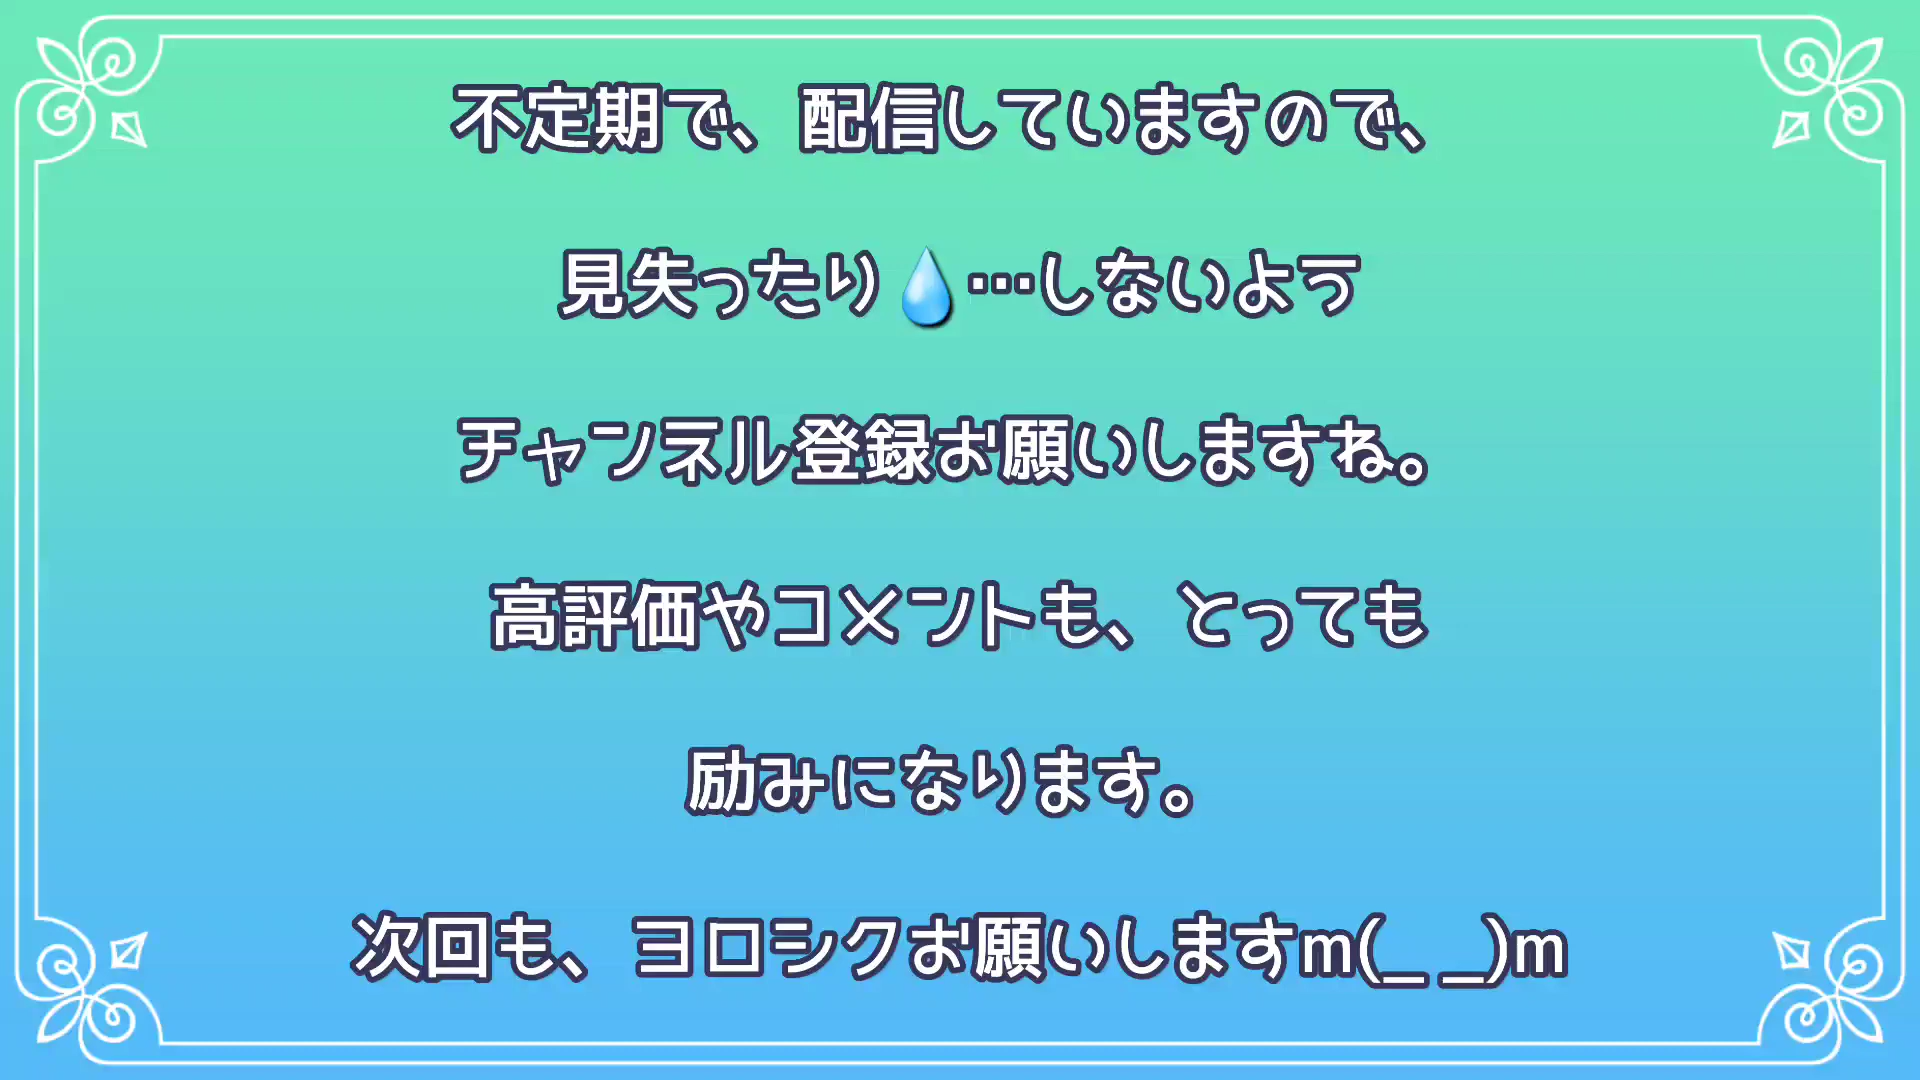 不定期で、配信していますので、
見失ったり💧…しないよう
チャンネル登録お願いしますね。
高評価やコメントも、とっても
励みになります。
次回も、ヨロシクお願いしますm(_ _)m